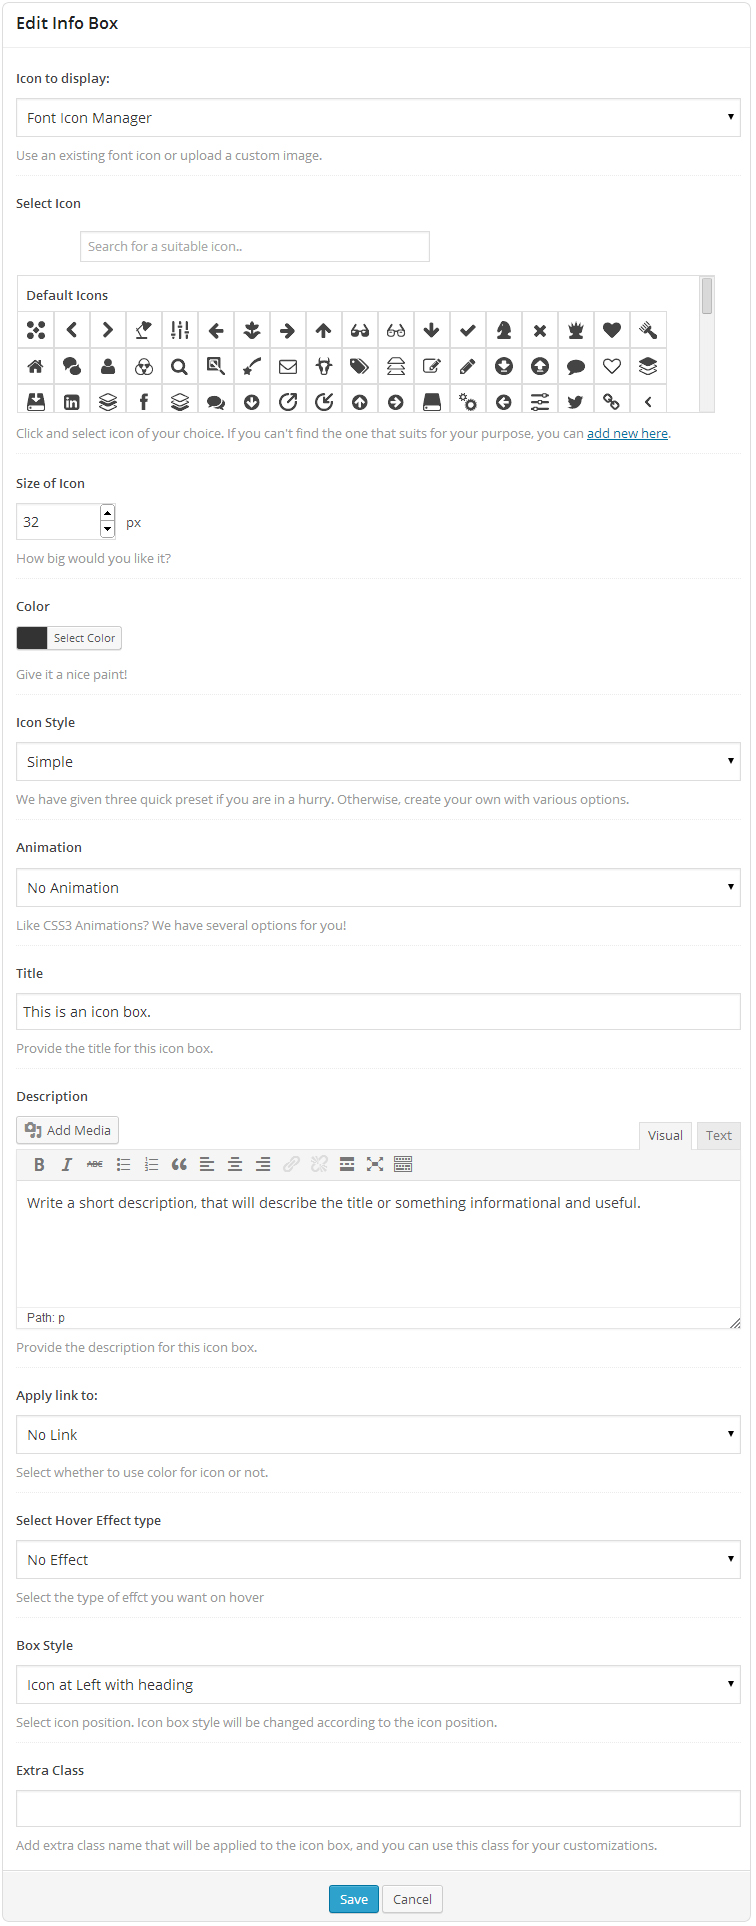 Edit Info Box
Icon to display:
Font Icon Manager
Use an existing font icon or upload a custom image.
Select Icon
Search for a suitable icon..
Default Icons
Click and select icon of your choice. If you can't find the one that suits for your purpose, you can add new here.
Size of Icon
32 px
How big would you like it?
Color
Select Color
Give it a nice paint!
Icon Style
Simple
We have given three quick preset if you are in a hurry. Otherwise, create your own with various options.
Animation
No Animation
Like CSS3 Animations? We have several options for you!
Title
This is an icon box.
Provide the title for this icon box.
Description
Add Media
Visual Text
B I ABC
Write a short description, that will describe the title or something informational and useful.
Path: p
Provide the description for this icon box.
Apply link to:
No Link
Select whether to use color for icon or not.
Select Hover Effect type
No Effect
Select the type of effct you want on hover
Box Style
Icon at Left with heading
Select icon position. Icon box style will be changed according to the icon position.
Extra Class
Add extra class name that will be applied to the icon box, and you can use this class for your customizations.
Save Cancel